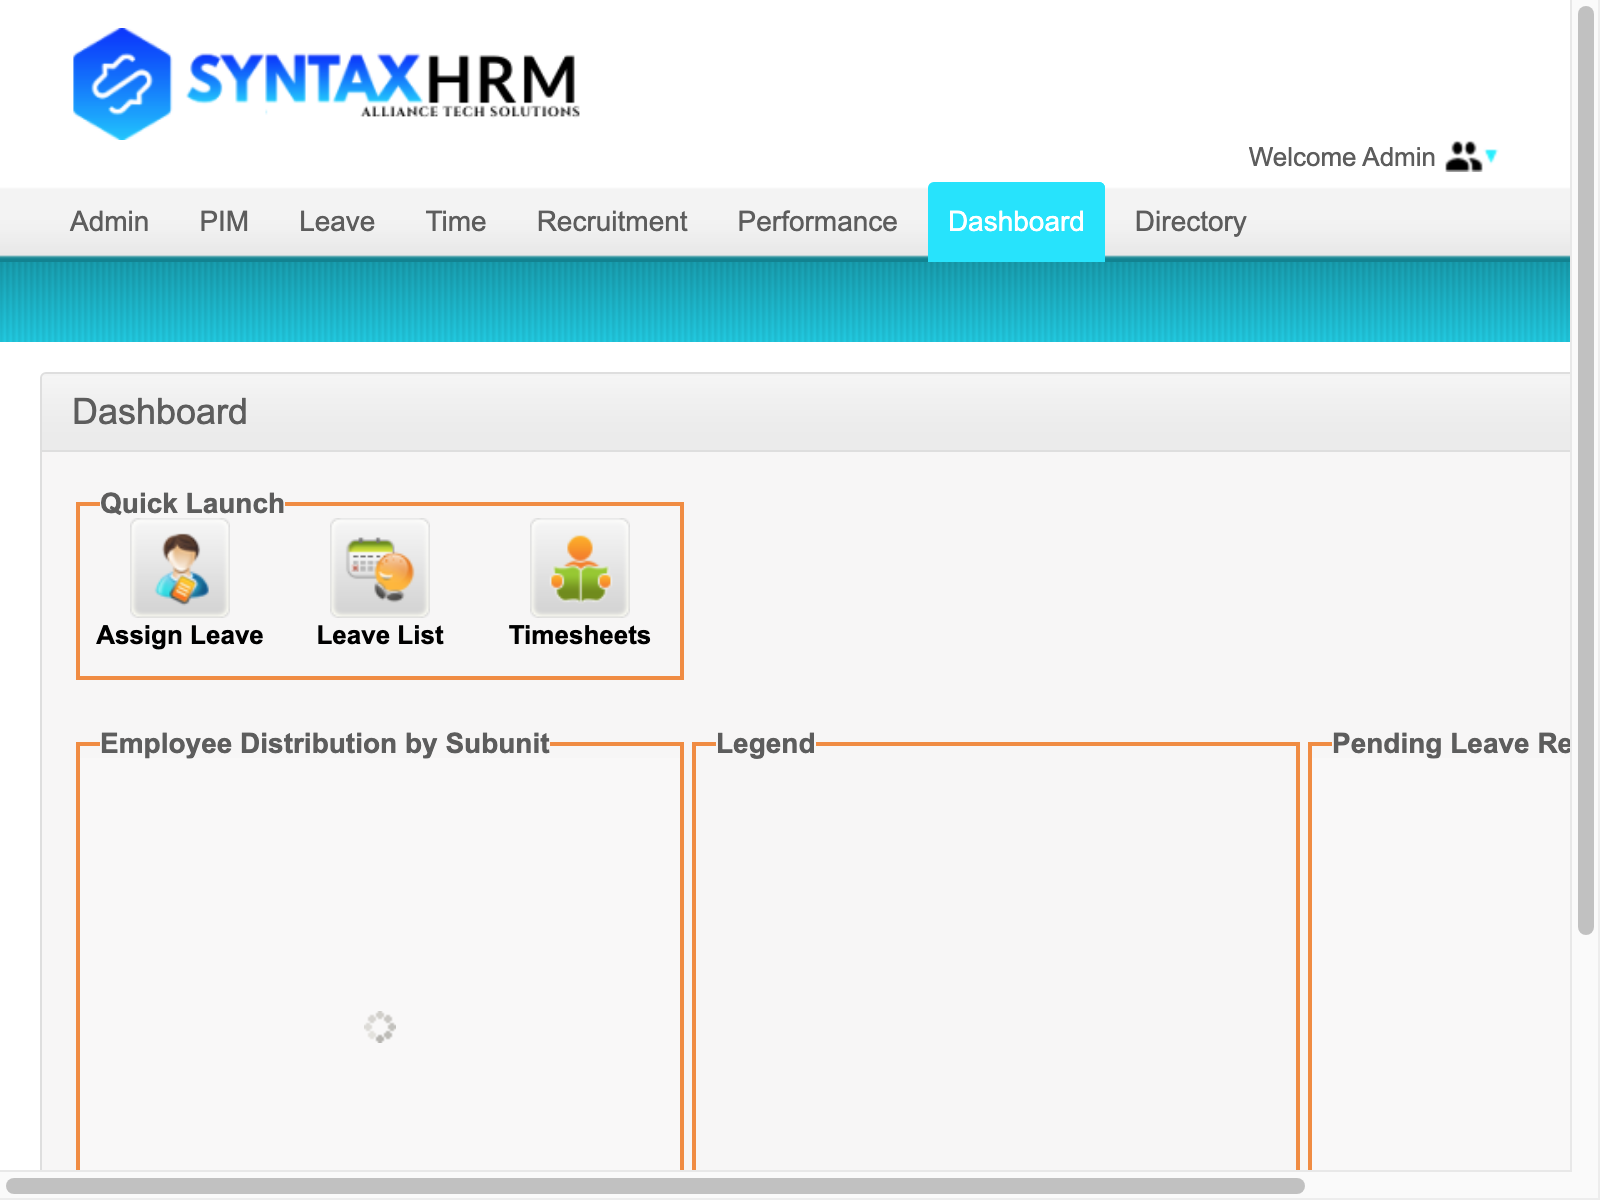 SYNTAXHRM
ALLIANCE TECH SOLUTIONS
Welcome Admin
Admin PIM Leave Time Recruitment Performance Dashboard Directory
Dashboard
Quick Launch
Assign Leave Leave List Timesheets
Employee Distribution by Subunit Legend Pending Leave Re